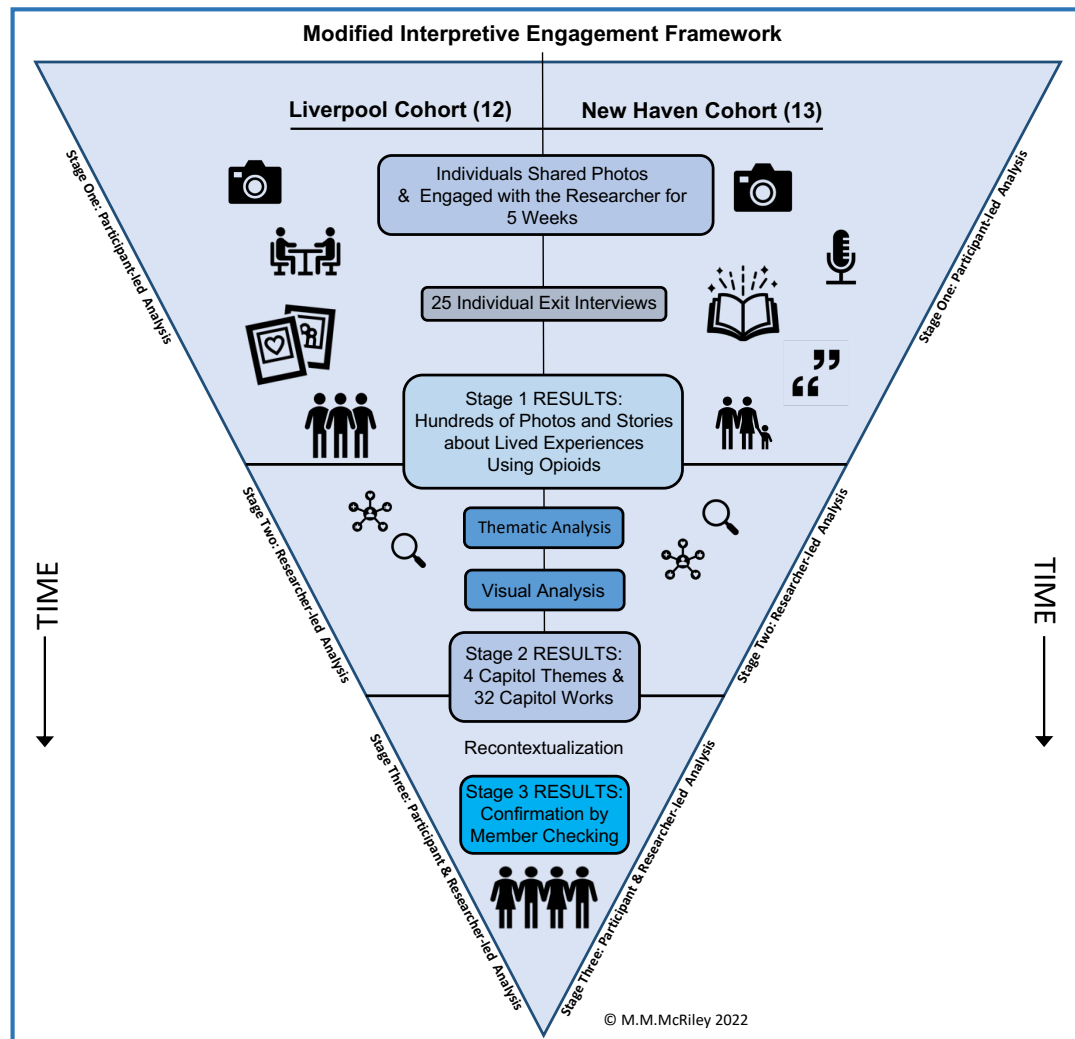 Modified Interpretive Engagement Framework
Liverpool Cohort (12)
New Haven Cohort (13)
Stage One: Participant-led Analysis
Stage One: Participant-led Analysis
Individuals Shared Photos
& Engaged with the Researcher for
5 Weeks
25 Individual Exit Interviews
Stage 1 RESULTS:
Hundreds of Photos and Stories
about Lived Experiences
Using Opioids
Stage Two: Researcher-led Analysis
Stage Two: Researcher-led Analysis
Thematic Analysis
Visual Analysis
TIME
TIME
Stage 2 RESULTS:
4 Capitol Themes &
32 Capitol Works
Recontextualization
Stage Three: Participant & Researcher-led Analysis
Stage Three: Participant & Researcher-led Analysis
Stage 3 RESULTS:
Confirmation by
Member Checking
© M.M.McRiley 2022